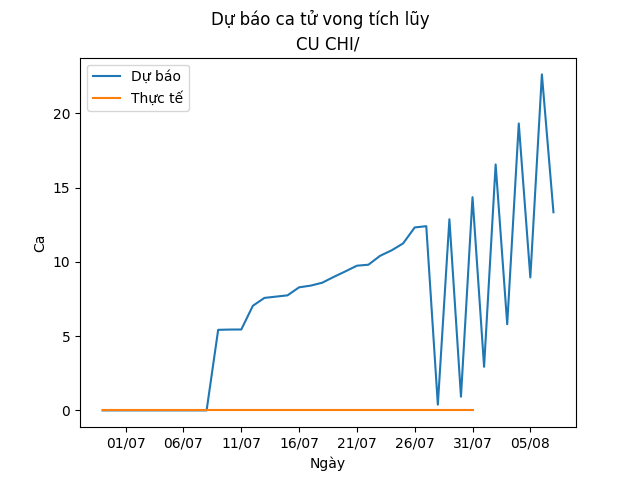 Dự báo ca tử vong tích lũy
CU CHI/
Dự báo
Thực tế
Ca
20
15
10
5
0
01/07 06/07 11/07 16/07 21/07 26/07 31/07 05/08
Ngày